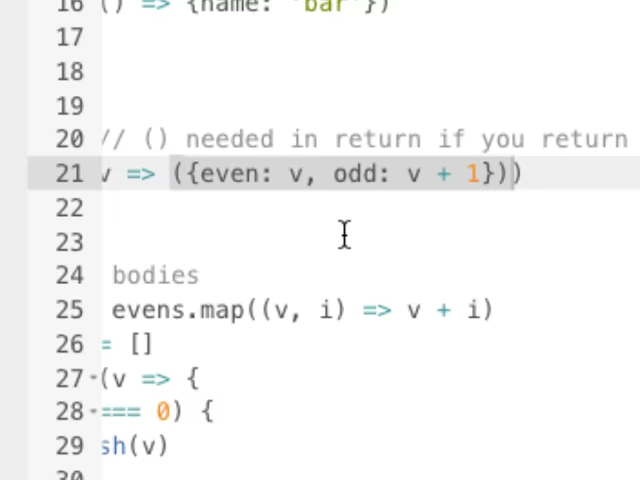 16 () => {name: 'bar'})
17
18
19
20 // () needed in return if you return
21 v => ({even: v, odd: v + 1}))
22
23
24 bodies
25 evens.map((v, i) => v + i)
26 = []
27 (v => {
28 === 0) {
29 sh(v)
30